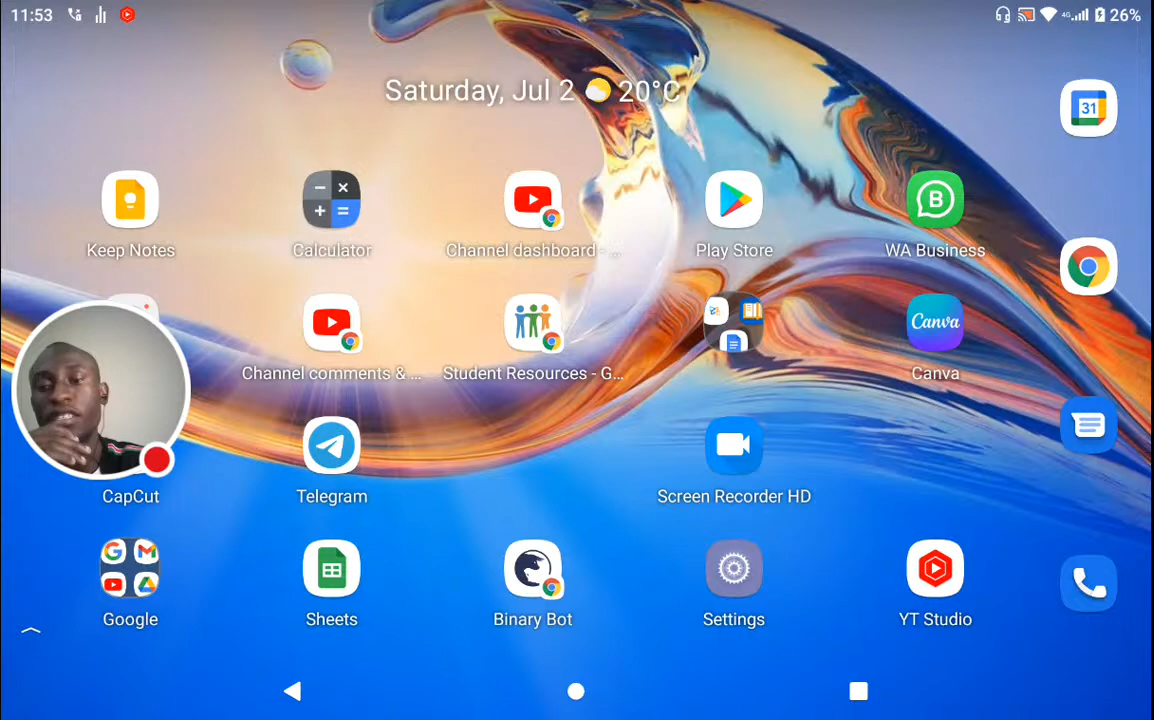 11:53
4G
26%
Saturday, Jul 2 20°C
31
Keep Notes
Calculator
Channel dashboard - ...
Play Store
B
WA Business
Channel comments & ...
Student Resources - G...
Canva
Canva
CapCut
Telegram
Screen Recorder HD
G
Google
Sheets
Binary Bot
Settings
YT Studio